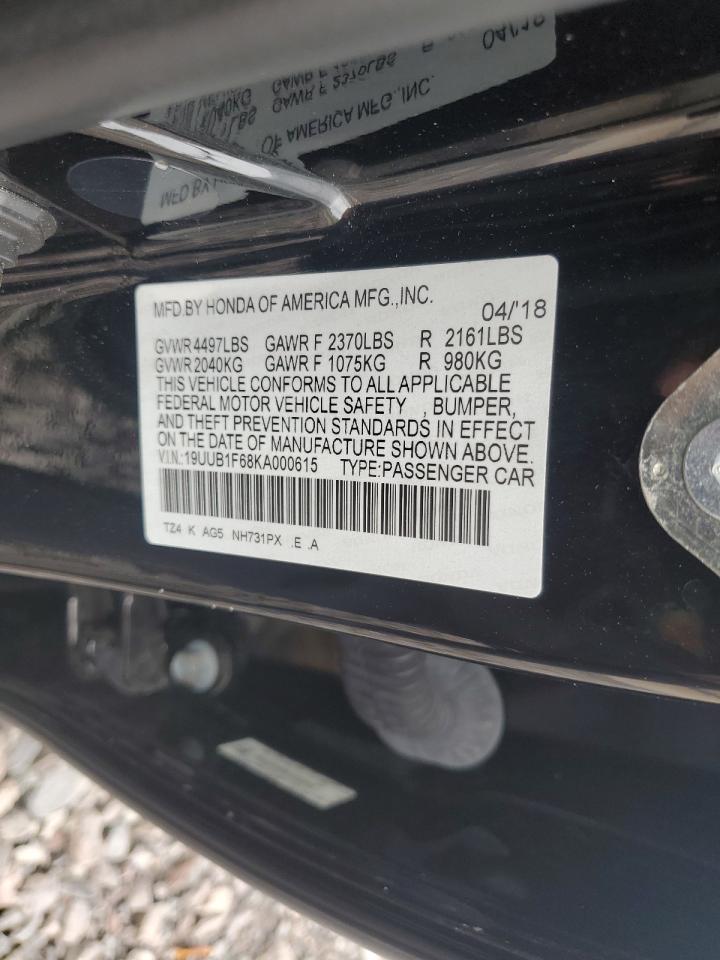 MFD.BY HONDA OF AMERICA MFG.,INC. 04/'18
GVWR 4497LBS GAWR F 2370LBS R 2161LBS
GVWR 2040KG GAWR F 1075KG R 980KG
THIS VEHICLE CONFORMS TO ALL APPLICABLE
FEDERAL MOTOR VEHICLE SAFETY , BUMPER,
AND THEFT PREVENTION STANDARDS IN EFFECT
ON THE DATE OF MANUFACTURE SHOWN ABOVE.
V.I.N.:19UUB1F68KA000615 TYPE:PASSENGER CAR
TZ4 K AG5 NH731PX .E .A